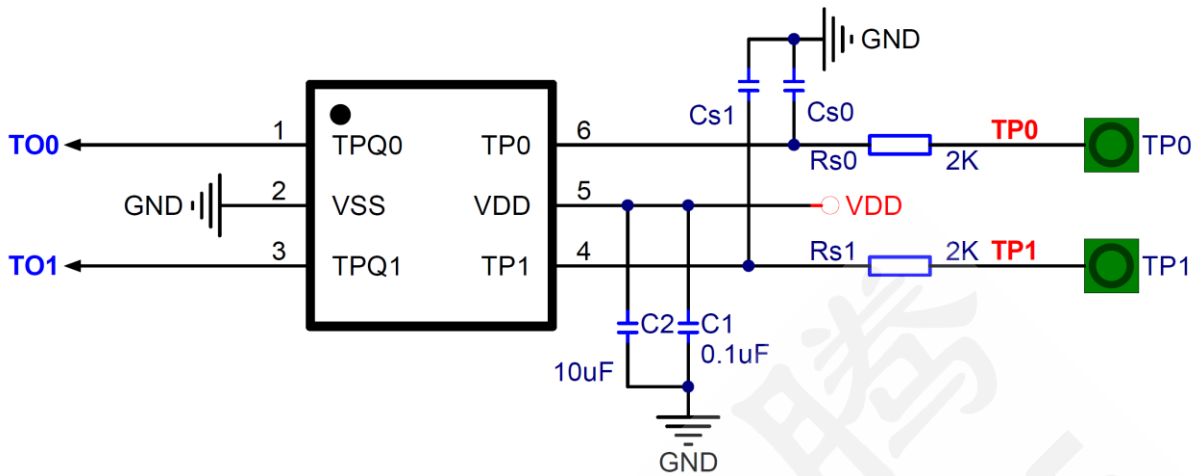 GND
Cs1 Cs0
TO0 1 TPQ0 TP0 6 Rs0 2K TP0 TP0
GND 2 VSS VDD 5 VDD
TO1 3 TPQ1 TP1 4 Rs1 2K TP1 TP1
C2 C1
10uF 0.1uF
GND
腾